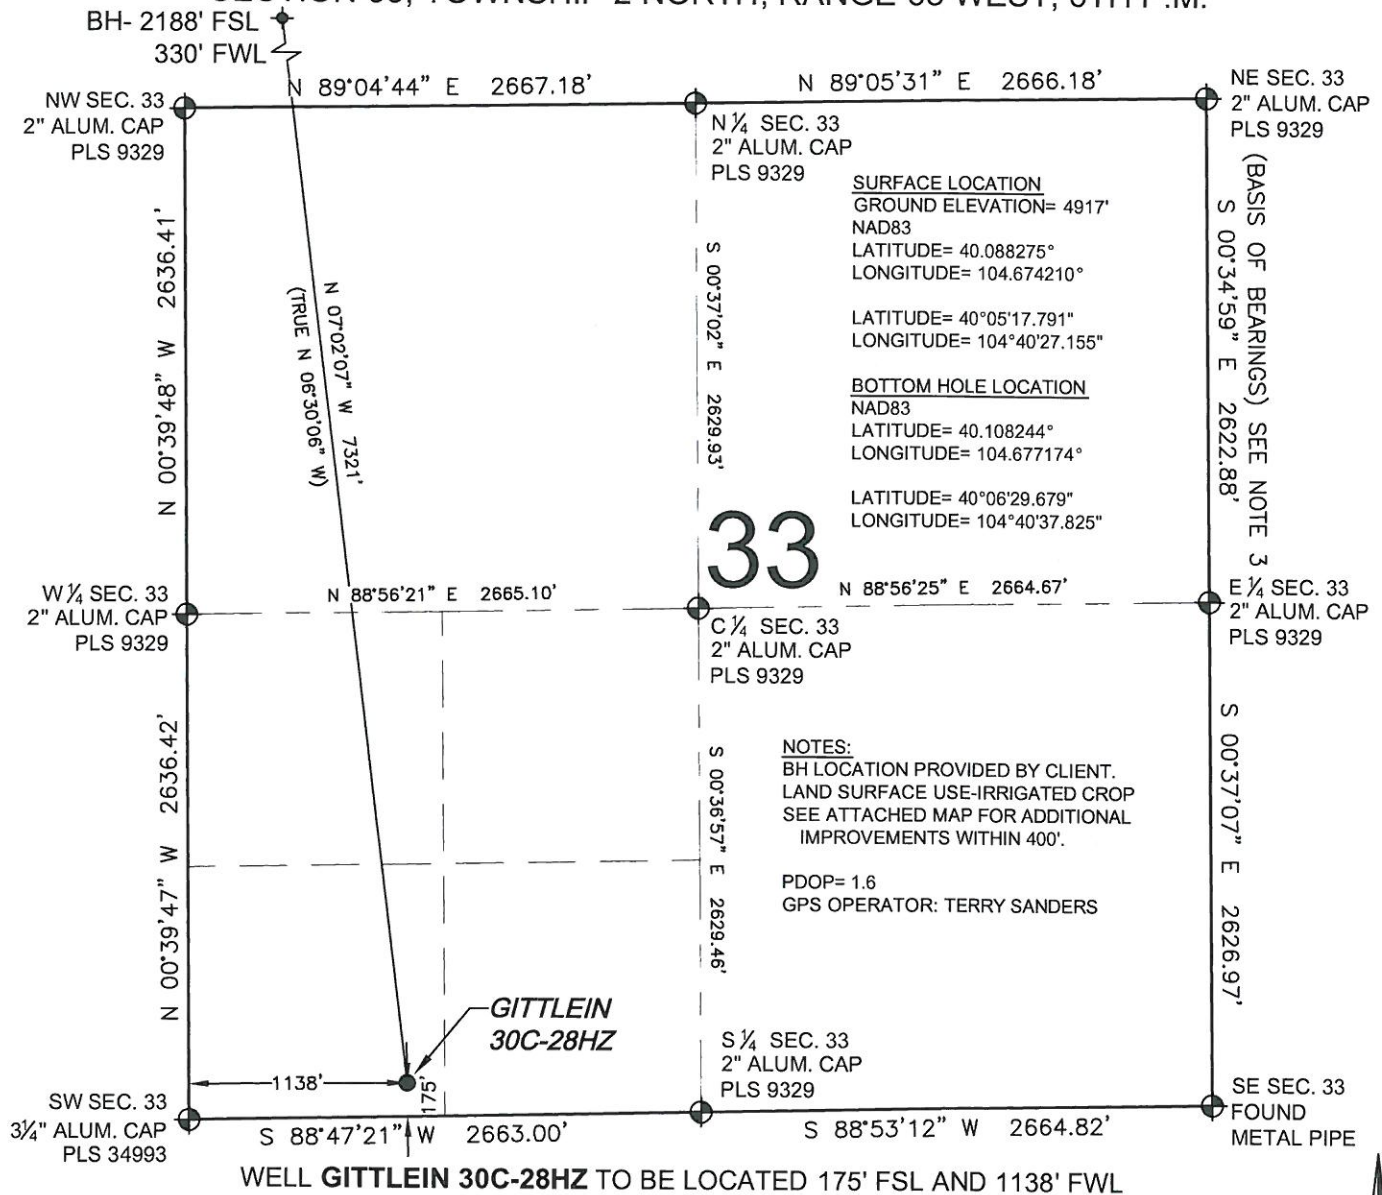 BH- 2188' FSL
330' FWL
N 89°04'44" E 2667.18'
N 89°05'31" E 2666.18'
NW SEC. 33
2" ALUM. CAP
PLS 9329
N ¼ SEC. 33
2" ALUM. CAP
PLS 9329
NE SEC. 33
2" ALUM. CAP
PLS 9329
SURFACE LOCATION
GROUND ELEVATION= 4917'
NAD83
LATITUDE= 40.088275°
LONGITUDE= 104.674210°
LATITUDE= 40°05'17.791"
LONGITUDE= 104°40'27.155"
BOTTOM HOLE LOCATION
NAD83
LATITUDE= 40.108244°
LONGITUDE= 104.677174°
LATITUDE= 40°06'29.679"
LONGITUDE= 104°40'37.825"
N 00°39'48" W 2636.41'
N 07°02'07" W 7321'
(TRUE N 06°30'06" W)
S 00°37'02" E 2629.93'
S 00°34'59" E 2622.88'
(BASIS OF BEARINGS) SEE NOTE 3
33
W ¼ SEC. 33
2" ALUM. CAP
PLS 9329
N 88°56'21" E 2665.10'
N 88°56'25" E 2664.67'
C ¼ SEC. 33
2" ALUM. CAP
PLS 9329
E ¼ SEC. 33
2" ALUM. CAP
PLS 9329
N 00°39'47" W 2636.42'
S 00°36'57" E 2629.46'
S 00°37'07" E 2626.97'
NOTES:
BH LOCATION PROVIDED BY CLIENT.
LAND SURFACE USE-IRRIGATED CROP
SEE ATTACHED MAP FOR ADDITIONAL
IMPROVEMENTS WITHIN 400'.
PDOP= 1.6
GPS OPERATOR: TERRY SANDERS
GITTLEIN
30C-28HZ
1138'
175'
S ¼ SEC. 33
2" ALUM. CAP
PLS 9329
SW SEC. 33
3¼" ALUM. CAP
PLS 34993
SE SEC. 33
FOUND
METAL PIPE
S 88°47'21" W 2663.00'
S 88°53'12" W 2664.82'
WELL GITTLEIN 30C-28HZ TO BE LOCATED 175' FSL AND 1138' FWL